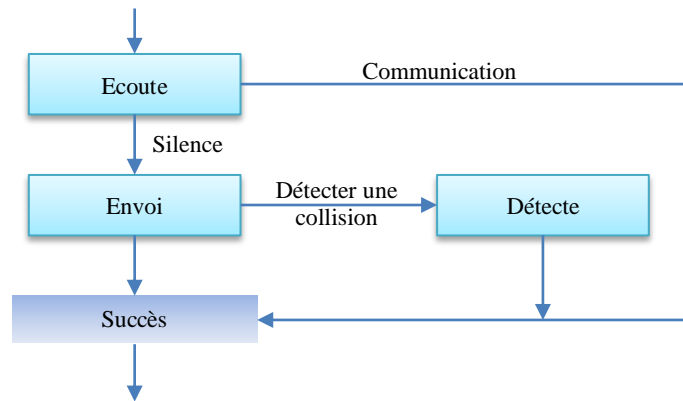 Ecoute
Communication
Silence
Envoi
Détecter une
collision
Détecte
Succès